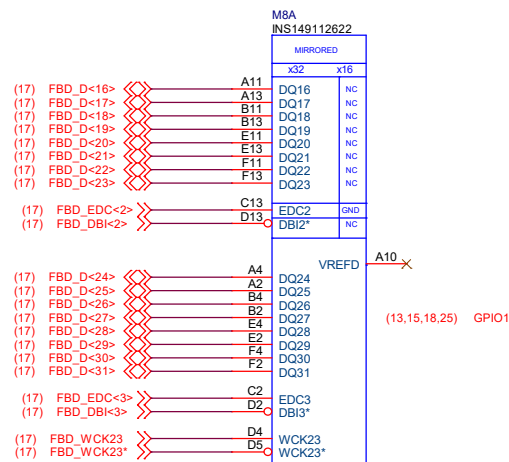 M8A
INS149112622
MIRRORED
x32 x16
(17) FBD_D<16> A11 DQ16 NC
(17) FBD_D<17> A13 DQ17 NC
(17) FBD_D<18> B11 DQ18 NC
(17) FBD_D<19> B13 DQ19 NC
(17) FBD_D<20> E11 DQ20 NC
(17) FBD_D<21> E13 DQ21 NC
(17) FBD_D<22> F11 DQ22 NC
(17) FBD_D<23> F13 DQ23 NC
(17) FBD_EDC<2> C13 EDC2 GND
(17) FBD_DBI<2> D13 DBI2* NC
VREFD A10
(17) FBD_D<24> A4 DQ24
(17) FBD_D<25> A2 DQ25
(17) FBD_D<26> B4 DQ26
(17) FBD_D<27> B2 DQ27 (13,15,18,25) GPIO1
(17) FBD_D<28> E4 DQ28
(17) FBD_D<29> E2 DQ29
(17) FBD_D<30> F4 DQ30
(17) FBD_D<31> F2 DQ31
(17) FBD_EDC<3> C2 EDC3
(17) FBD_DBI<3> D2 DBI3*
(17) FBD_WCK23 D4 WCK23
(17) FBD_WCK23* D5 WCK23*